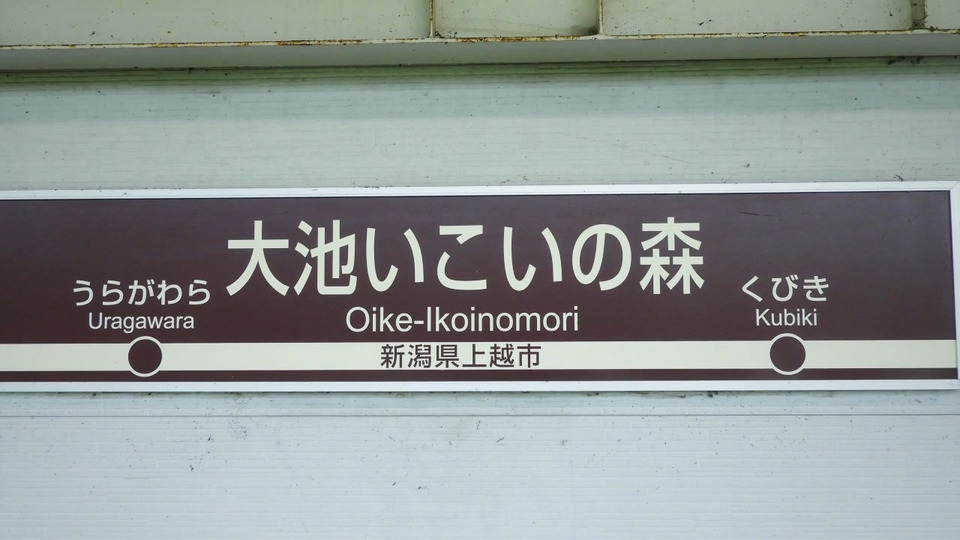 大池いこいの森
うらがわら
くびき
Uragawara
Oike-Ikoinomori
Kubiki
新潟県上越市